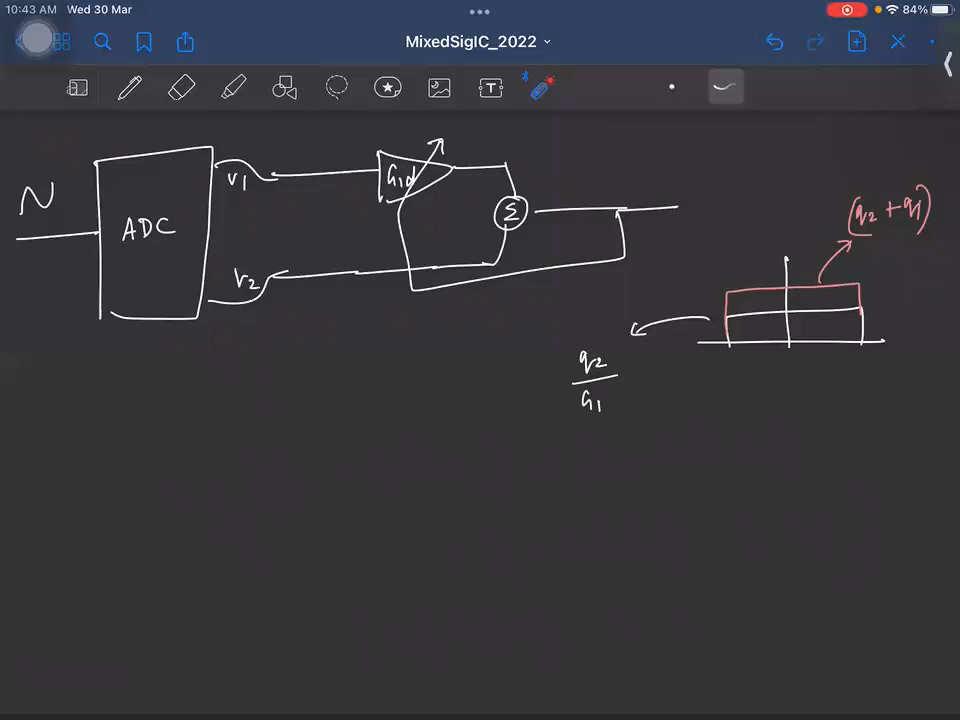 10:43 AM Wed 30 Mar
84%
MixedSigIC_2022
T
N
ADC
V1
G1d
Σ
V2
(q2 + q1)
q2
G1